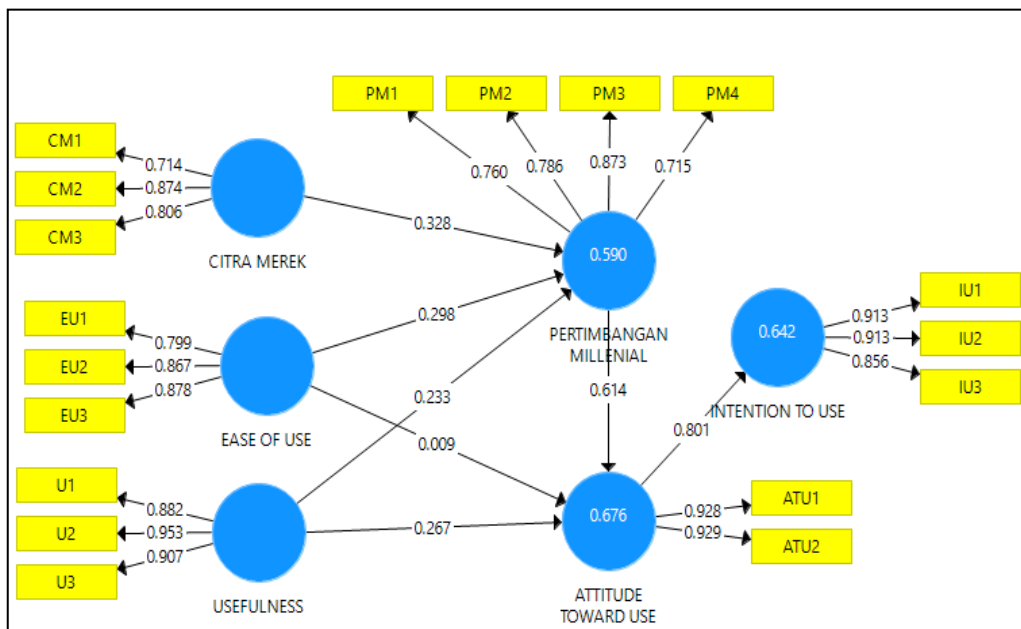 PM1
PM2
PM3
PM4
CM1
CM2
CM3
0.714
0.874
0.806
CITRA MEREK
0.760
0.786
0.873
0.715
0.328
0.590
PERTIMBANGAN
MILLENIAL
EU1
EU2
EU3
0.799
0.867
0.878
EASE OF USE
0.298
0.233
0.009
0.614
0.642
INTENTION TO USE
0.913
0.913
0.856
IU1
IU2
IU3
0.801
U1
U2
U3
0.882
0.953
0.907
USEFULNESS
0.267
0.676
ATTITUDE
TOWARD USE
0.928
0.929
ATU1
ATU2